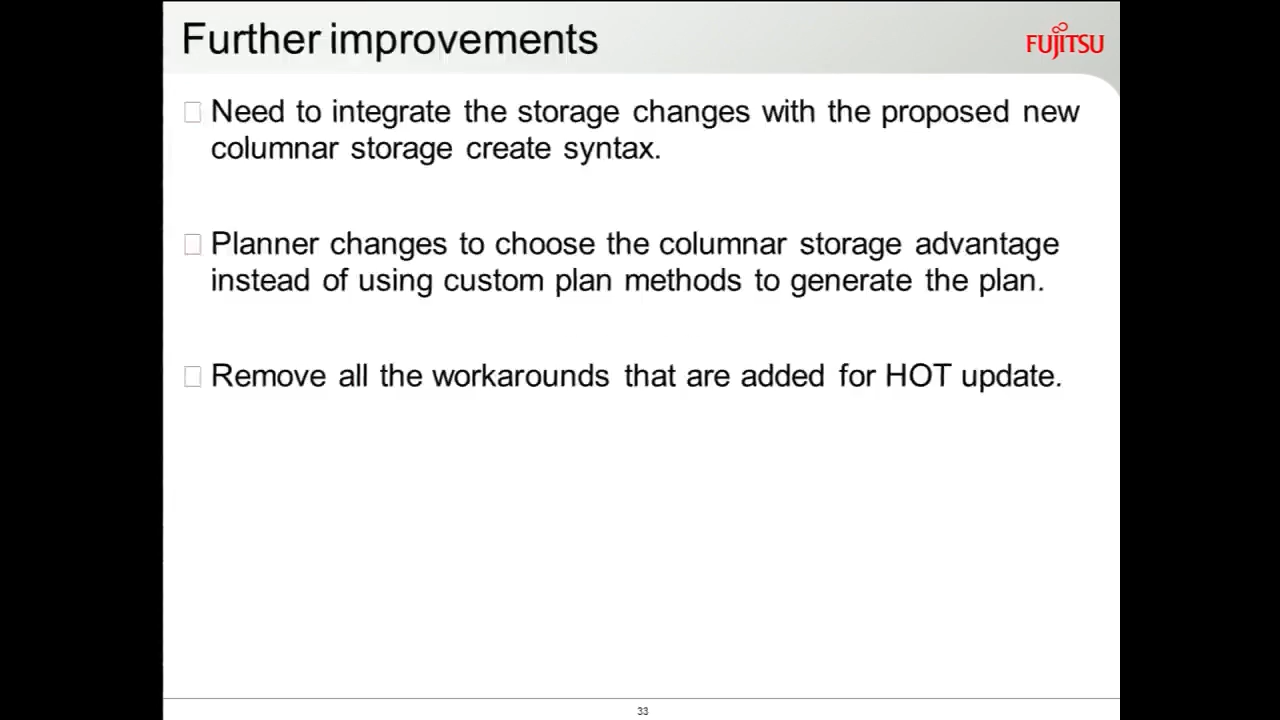 Further improvements
FUJITSU
Need to integrate the storage changes with the proposed new
columnar storage create syntax.
Planner changes to choose the columnar storage advantage
instead of using custom plan methods to generate the plan.
Remove all the workarounds that are added for HOT update.
33